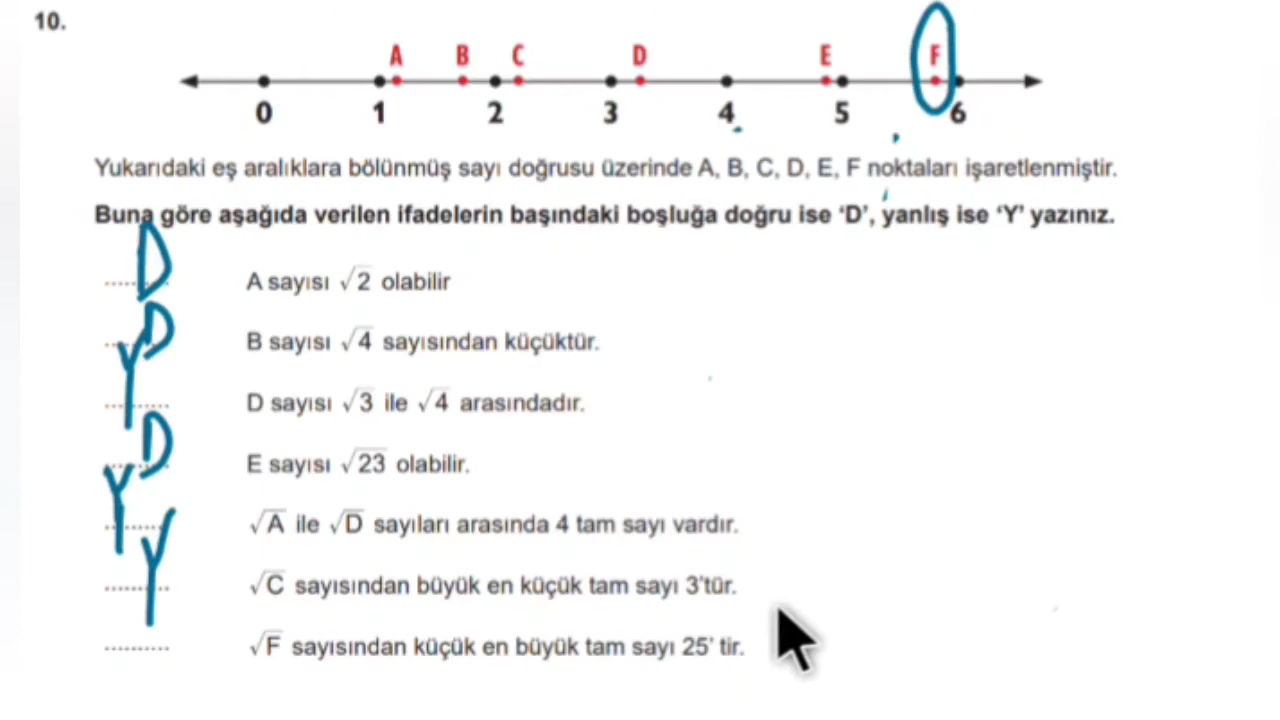 10.
A B C D E F
0 1 2 3 4 5 6
Yukarıdaki eş aralıklara bölünmüş sayı doğrusu üzerinde A, B, C, D, E, F noktaları işaretlenmiştir.
Buna göre aşağıda verilen ifadelerin başındaki boşluğa doğru ise ‘D’, yanlış ise ‘Y’ yazınız.
D A sayısı √2 olabilir
D B sayısı √4 sayısından küçüktür.
Y D sayısı √3 ile √4 arasındadır.
D E sayısı √23 olabilir.
Y √A ile √D sayıları arasında 4 tam sayı vardır.
Y √C sayısından büyük en küçük tam sayı 3’tür.
.......... √F sayısından küçük en büyük tam sayı 25’ tir.